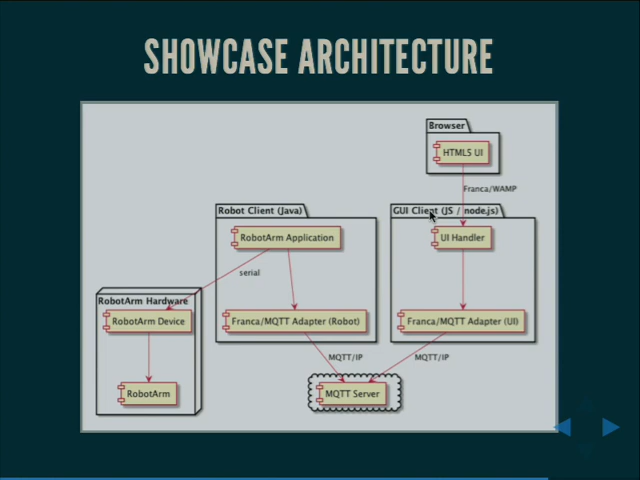 SHOWCASE ARCHITECTURE
Browser
HTML5 UI
Franca/WAMP
Robot Client (Java)
GUI Client (JS / node.js)
RobotArm Application
UI Handler
serial
RobotArm Hardware
RobotArm Device
Franca/MQTT Adapter (Robot)
Franca/MQTT Adapter (UI)
MQTT/IP
MQTT/IP
RobotArm
MQTT Server